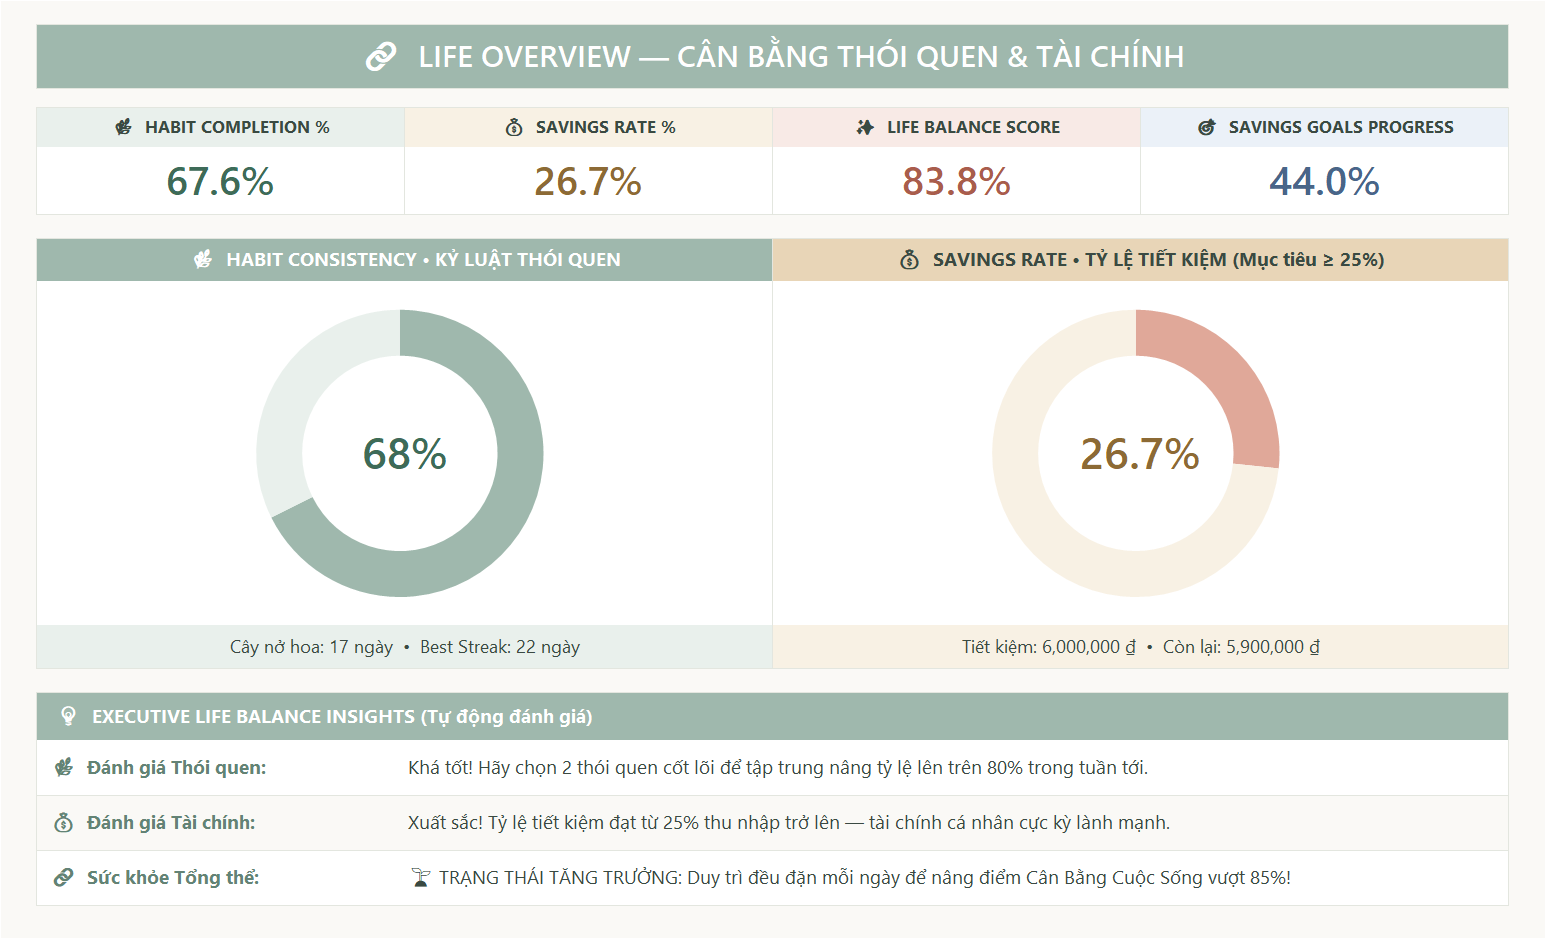 LIFE OVERVIEW — CÂN BẰNG THÓI QUEN & TÀI CHÍNH
HABIT COMPLETION %
SAVINGS RATE %
LIFE BALANCE SCORE
SAVINGS GOALS PROGRESS
67.6%
26.7%
83.8%
44.0%
HABIT CONSISTENCY • KỶ LUẬT THÓI QUEN
SAVINGS RATE • TỶ LỆ TIẾT KIỆM (Mục tiêu ≥ 25%)
68%
26.7%
Cây nở hoa: 17 ngày • Best Streak: 22 ngày
Tiết kiệm: 6,000,000 ₫ • Còn lại: 5,900,000 ₫
EXECUTIVE LIFE BALANCE INSIGHTS (Tự động đánh giá)
Đánh giá Thói quen: Khá tốt! Hãy chọn 2 thói quen cốt lõi để tập trung nâng tỷ lệ lên trên 80% trong tuần tới.
Đánh giá Tài chính: Xuất sắc! Tỷ lệ tiết kiệm đạt từ 25% thu nhập trở lên — tài chính cá nhân cực kỳ lành mạnh.
Sức khỏe Tổng thể: TRẠNG THÁI TĂNG TRƯỞNG: Duy trì đều đặn mỗi ngày để nâng điểm Cân Bằng Cuộc Sống vượt 85%!